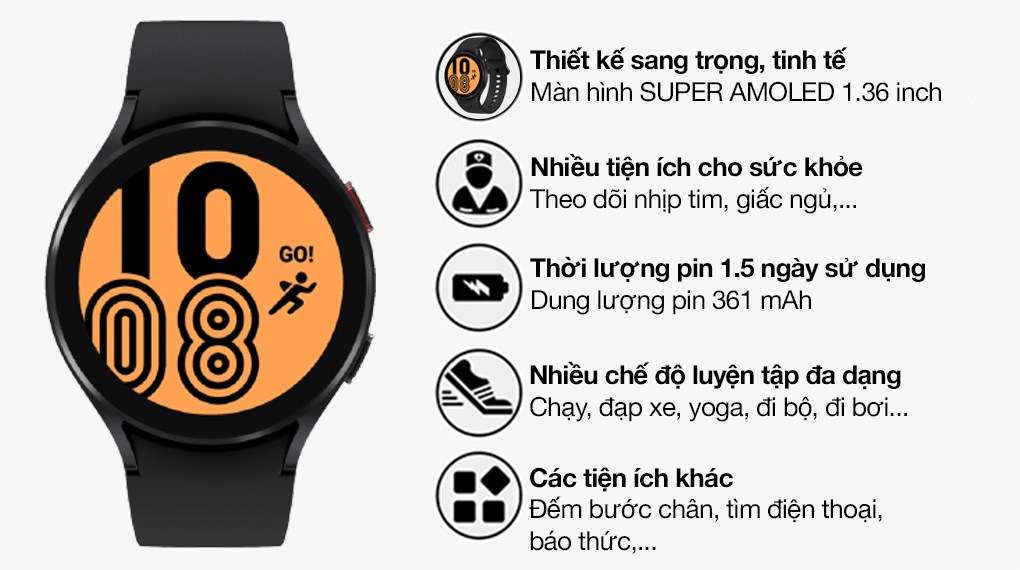 10
08
GO!
10
08
Thiết kế sang trọng, tinh tế
Màn hình SUPER AMOLED 1.36 inch
Nhiều tiện ích cho sức khỏe
Theo dõi nhịp tim, giấc ngủ,...
Thời lượng pin 1.5 ngày sử dụng
Dung lượng pin 361 mAh
Nhiều chế độ luyện tập đa dạng
Chạy, đạp xe, yoga, đi bộ, đi bơi...
Các tiện ích khác
Đếm bước chân, tìm điện thoại,
báo thức,...